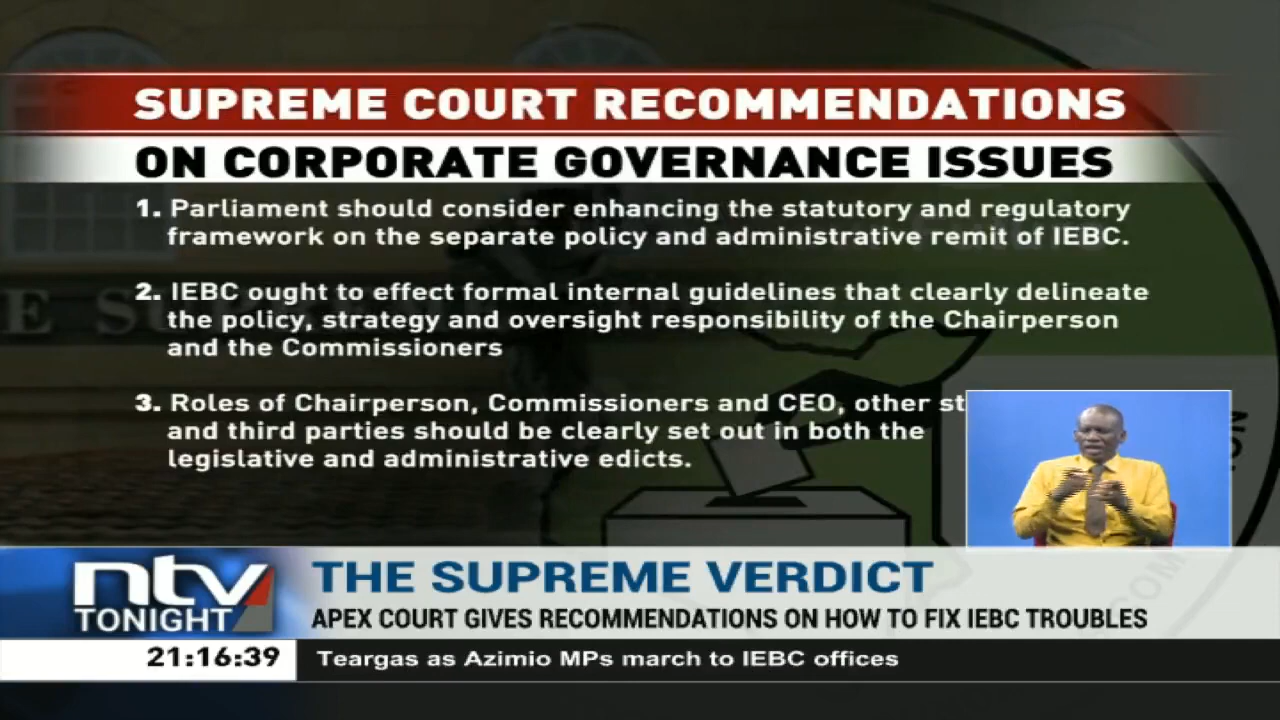 SUPREME COURT RECOMMENDATIONS
ON CORPORATE GOVERNANCE ISSUES
1. Parliament should consider enhancing the statutory and regulatory
framework on the separate policy and administrative remit of IEBC.
2. IEBC ought to effect formal internal guidelines that clearly delineate
the policy, strategy and oversight responsibility of the Chairperson
and the Commissioners
3. Roles of Chairperson, Commissioners and CEO, other st
and third parties should be clearly set out in both the
legislative and administrative edicts.
ntv
TONIGHT
THE SUPREME VERDICT
APEX COURT GIVES RECOMMENDATIONS ON HOW TO FIX IEBC TROUBLES
21:16:39
Teargas as Azimio MPs march to IEBC offices